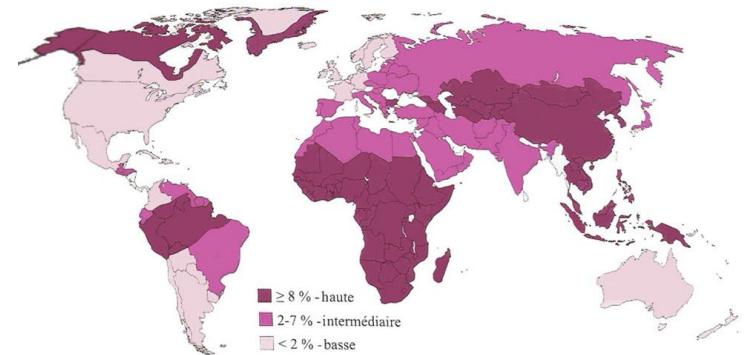 ≥ 8 % - haute
2-7 % - intermédiaire
< 2 % - basse